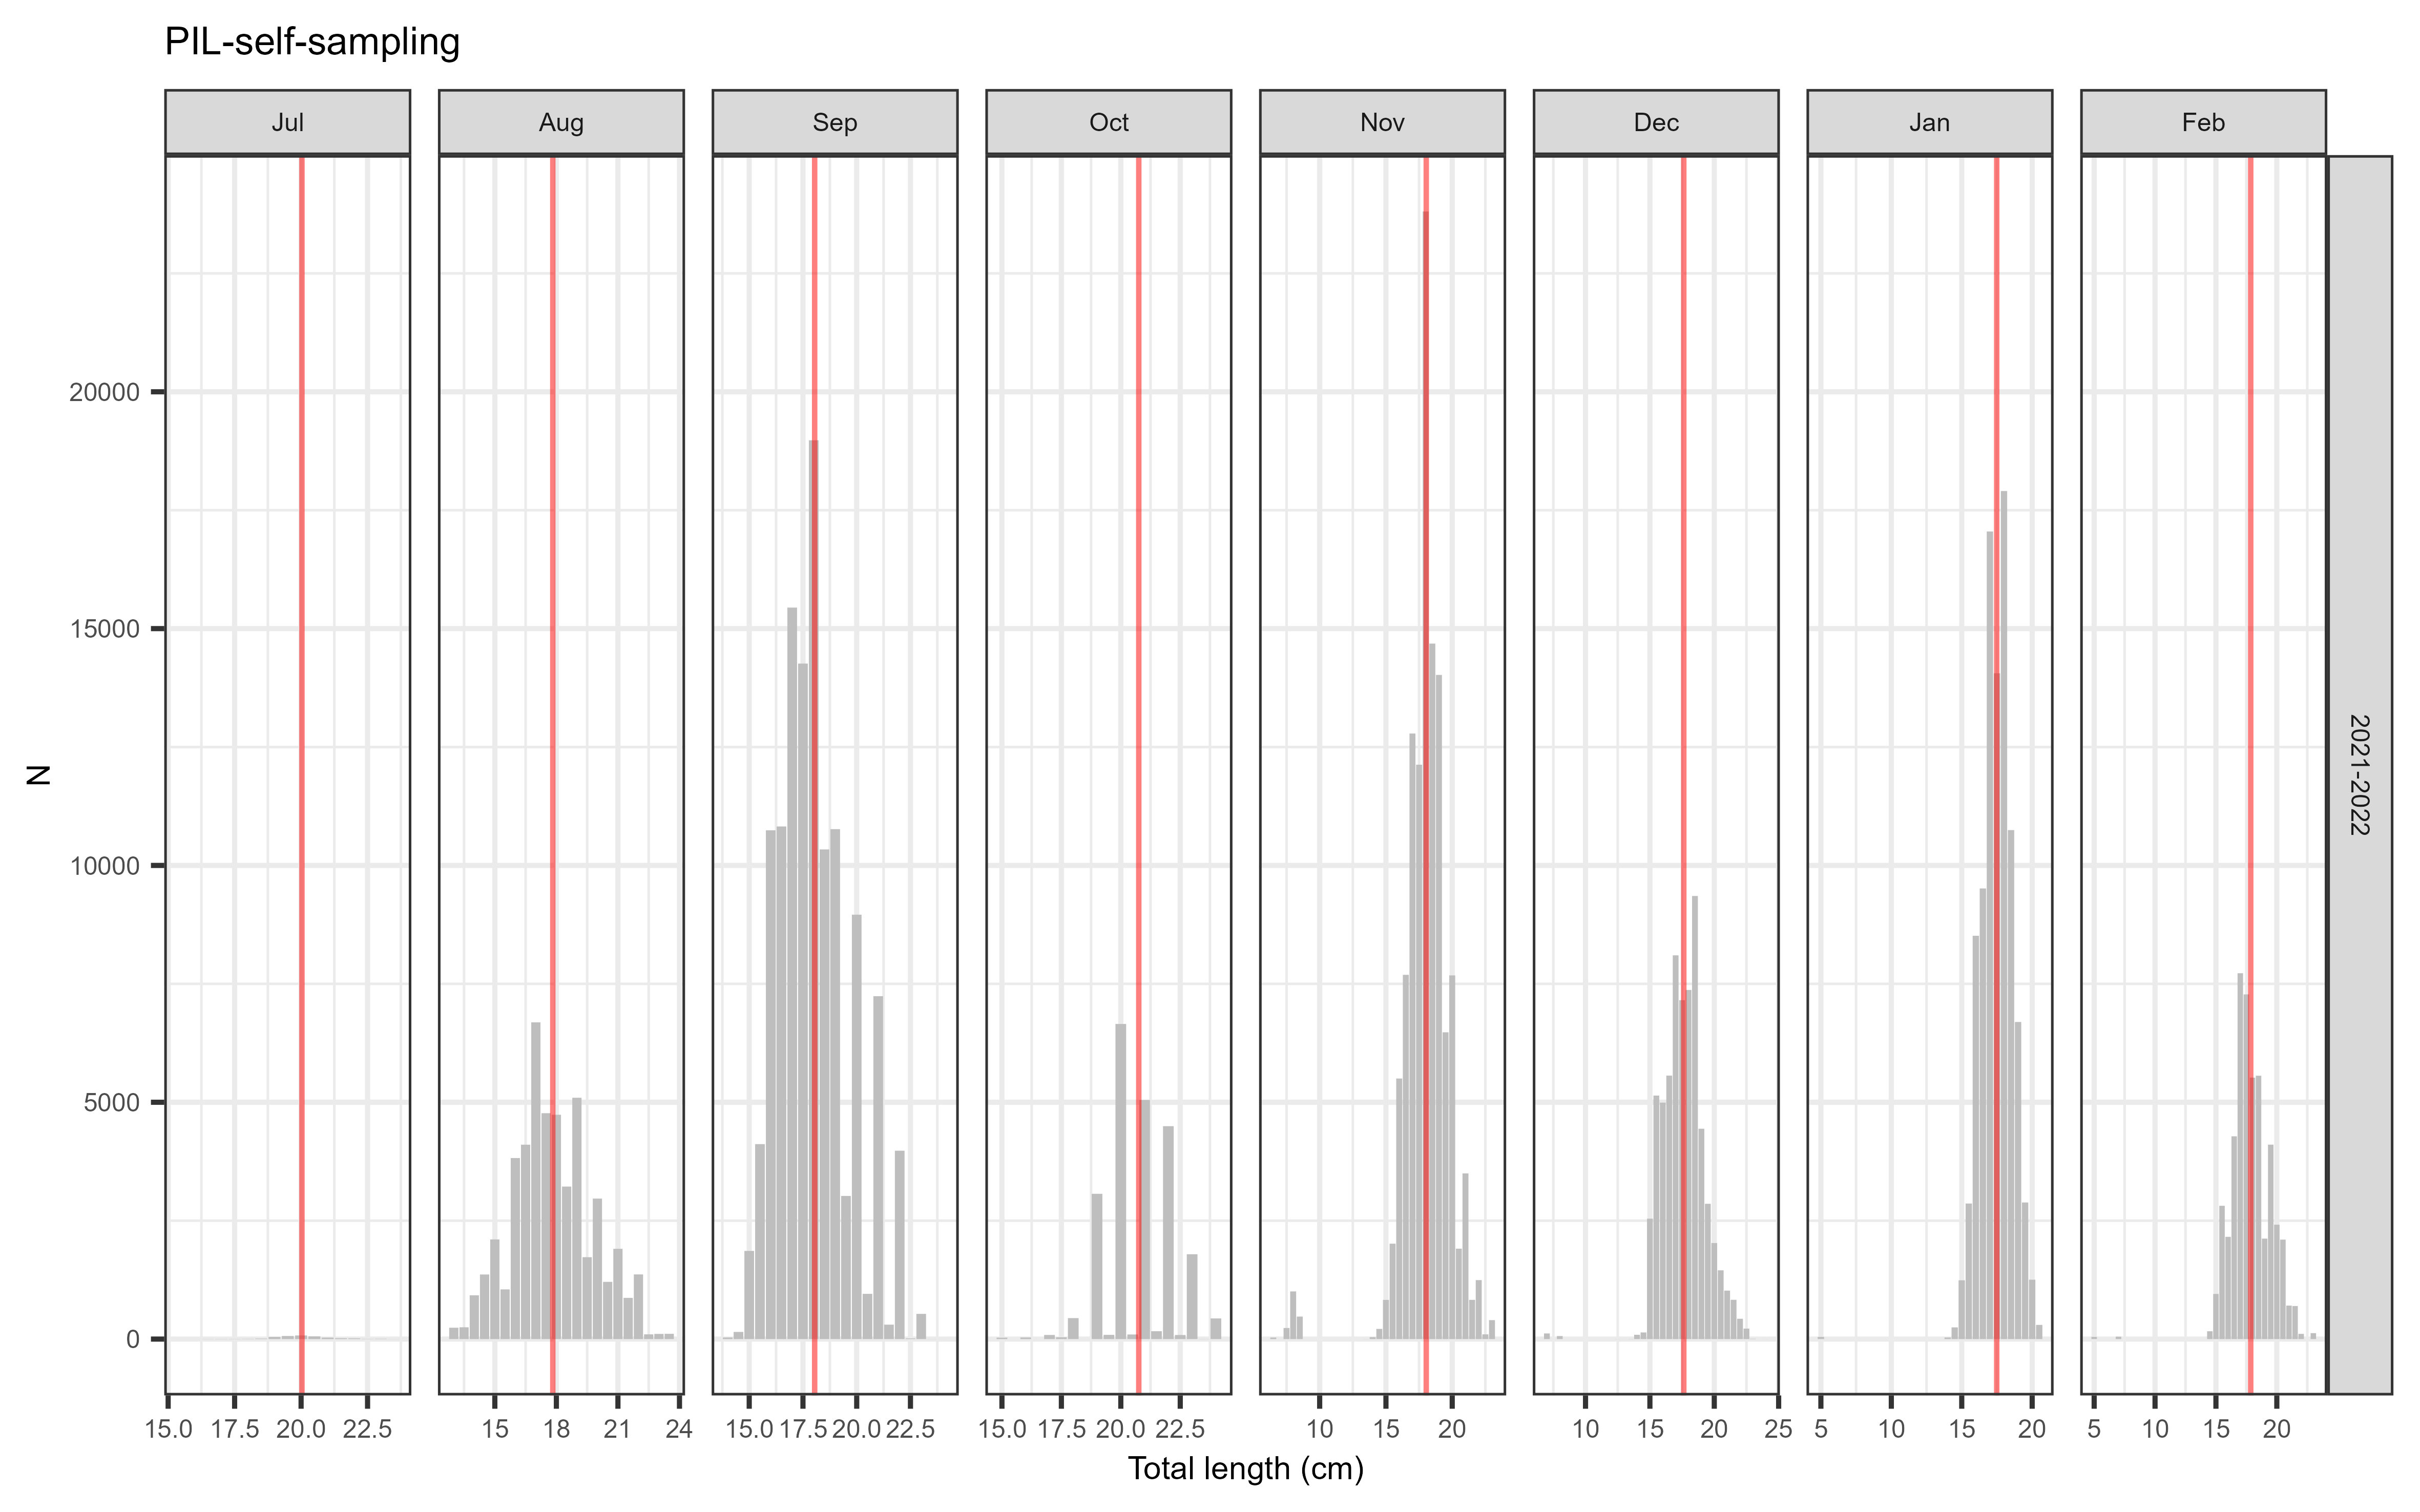 PIL-self-sampling
Jul Aug Sep Oct Nov Dec Jan Feb
2021-2022
N
20000
15000
10000
5000
0
15.0 17.5 20.0 22.5 15 18 21 24 15.0 17.5 20.0 22.5 15.0 17.5 20.0 22.5 10 15 20 10 15 20 25 5 10 15 20 5 10 15 20
Total length (cm)